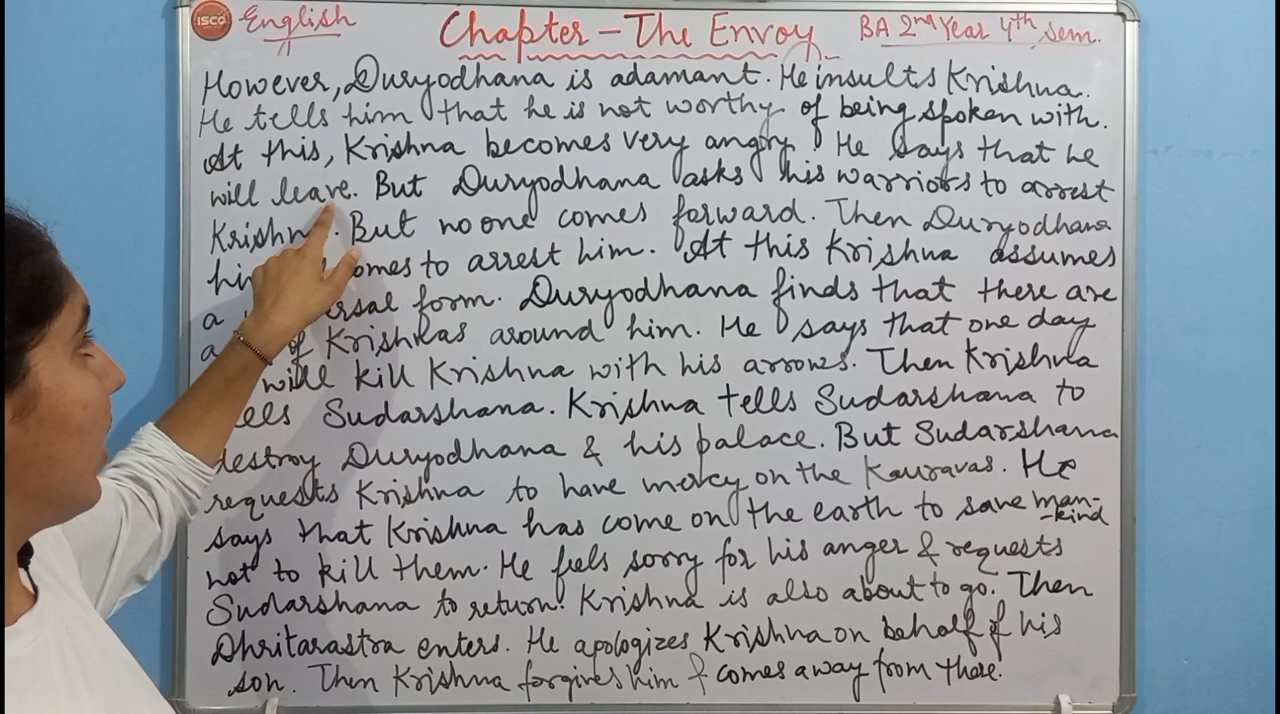 ISCO
English
Chapter - The Envoy
BA 2nd Year 4th Sem.
However, Duryodhana is adamant. He insults Krishna.
He tells him that he is not worthy of being spoken with.
At this, Krishna becomes very angry. He says that he
will leave. But Duryodhana asks his warriors to arrest
Krishn. But no one comes forward. Then Duryodhana
omes to arrest him. At this Krishna assumes
a ersal form. Duryodhana finds that there are
a of Krishnas around him. He says that one day
will kill Krishna with his arrows. Then Krishna
ells Sudarshana. Krishna tells Sudarshana to
destroy Duryodhana & his palace. But Sudarshana
requests Krishna to have mercy on the Kauravas. He
says that Krishna has come on the earth to save man-
-kind
not to kill them. He feels sorry for his anger & requests
Sudarshana to return. Krishna is also about to go. Then
Dhritarastra enters. He apologizes Krishna on behalf of his
son. Then Krishna forgives him & comes away from there.